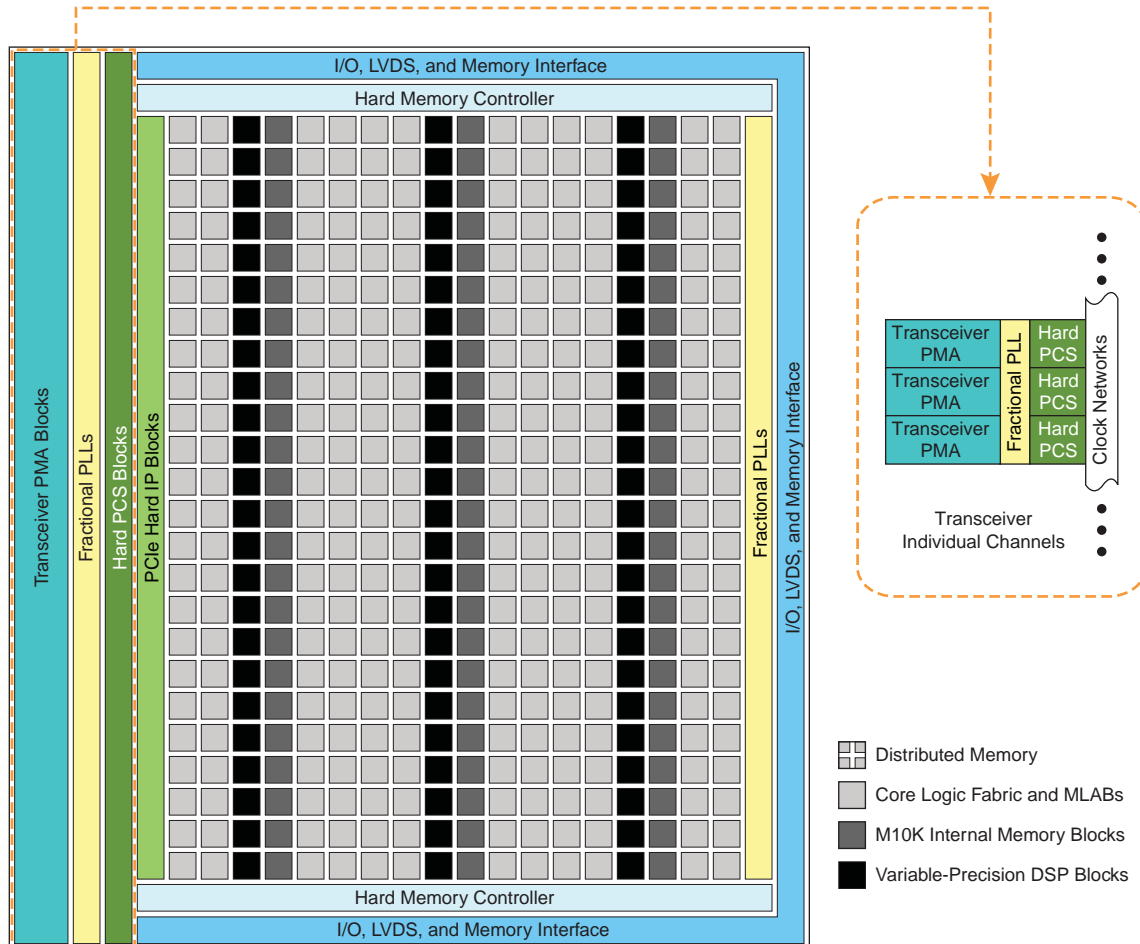 I/O, LVDS, and Memory Interface
Hard Memory Controller
Transceiver PMA Blocks
Fractional PLLs
Hard PCS Blocks
PCIe Hard IP Blocks
Fractional PLLs
I/O, LVDS, and Memory Interface
Hard Memory Controller
I/O, LVDS, and Memory Interface
Transceiver
PMA
Transceiver
PMA
Transceiver
PMA
Fractional PLL
Hard
PCS
Hard
PCS
Hard
PCS
Clock Networks
Transceiver
Individual Channels
Distributed Memory
Core Logic Fabric and MLABs
M10K Internal Memory Blocks
Variable-Precision DSP Blocks